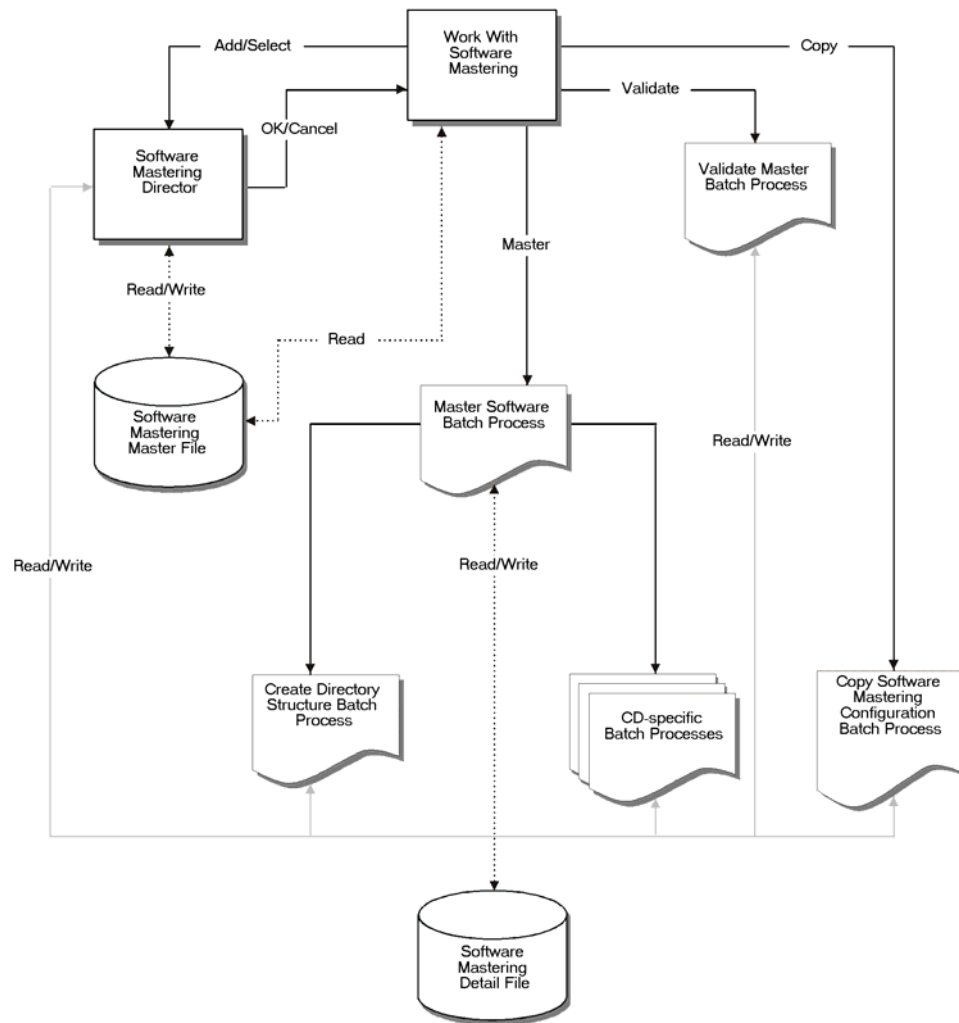 Work With
Software
Mastering
Add/Select
Copy
Validate
OK/Cancel
Software
Mastering
Director
Validate Master
Batch Process
Master
Read/Write
Read
Software
Mastering
Master File
Master Software
Batch Process
Read/Write
Read/Write
Read/Write
Create Directory
Structure Batch
Process
CD-specific
Batch Processes
Copy Software
Mastering
Configuration
Batch Process
Software
Mastering
Detail File